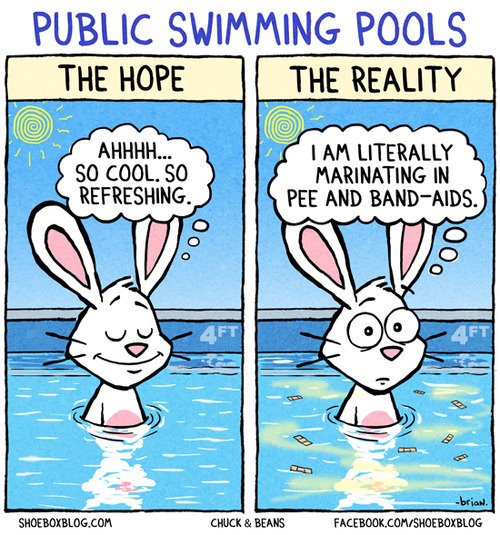 PUBLIC SWIMMING POOLS
THE HOPE
AHHHH...
SO COOL. SO
REFRESHING.
4FT
THE REALITY
I AM LITERALLY
MARINATING IN
PEE AND BAND-AIDS.
4FT
-brian.
SHOEBOXBLOG.COM
CHUCK & BEANS
FACEBOOK.COM/SHOEBOXBLOG